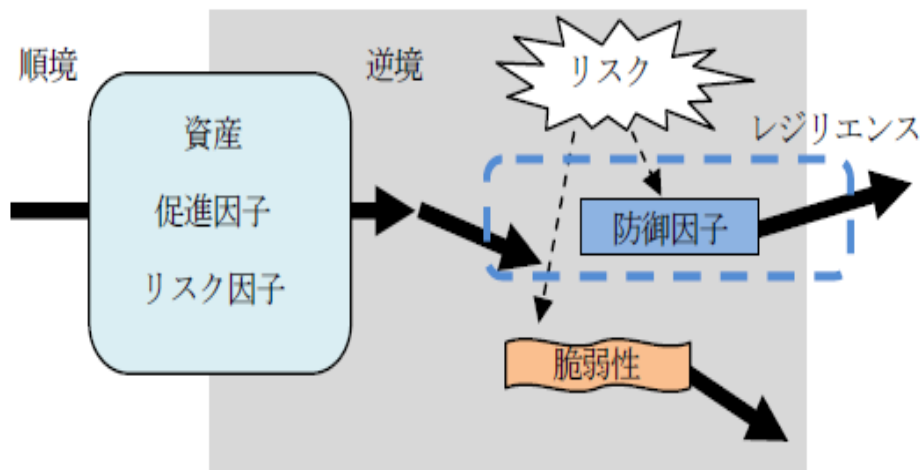 順境
逆境
リスク
レジリエンス
資産
促進因子
リスク因子
防御因子
脆弱性